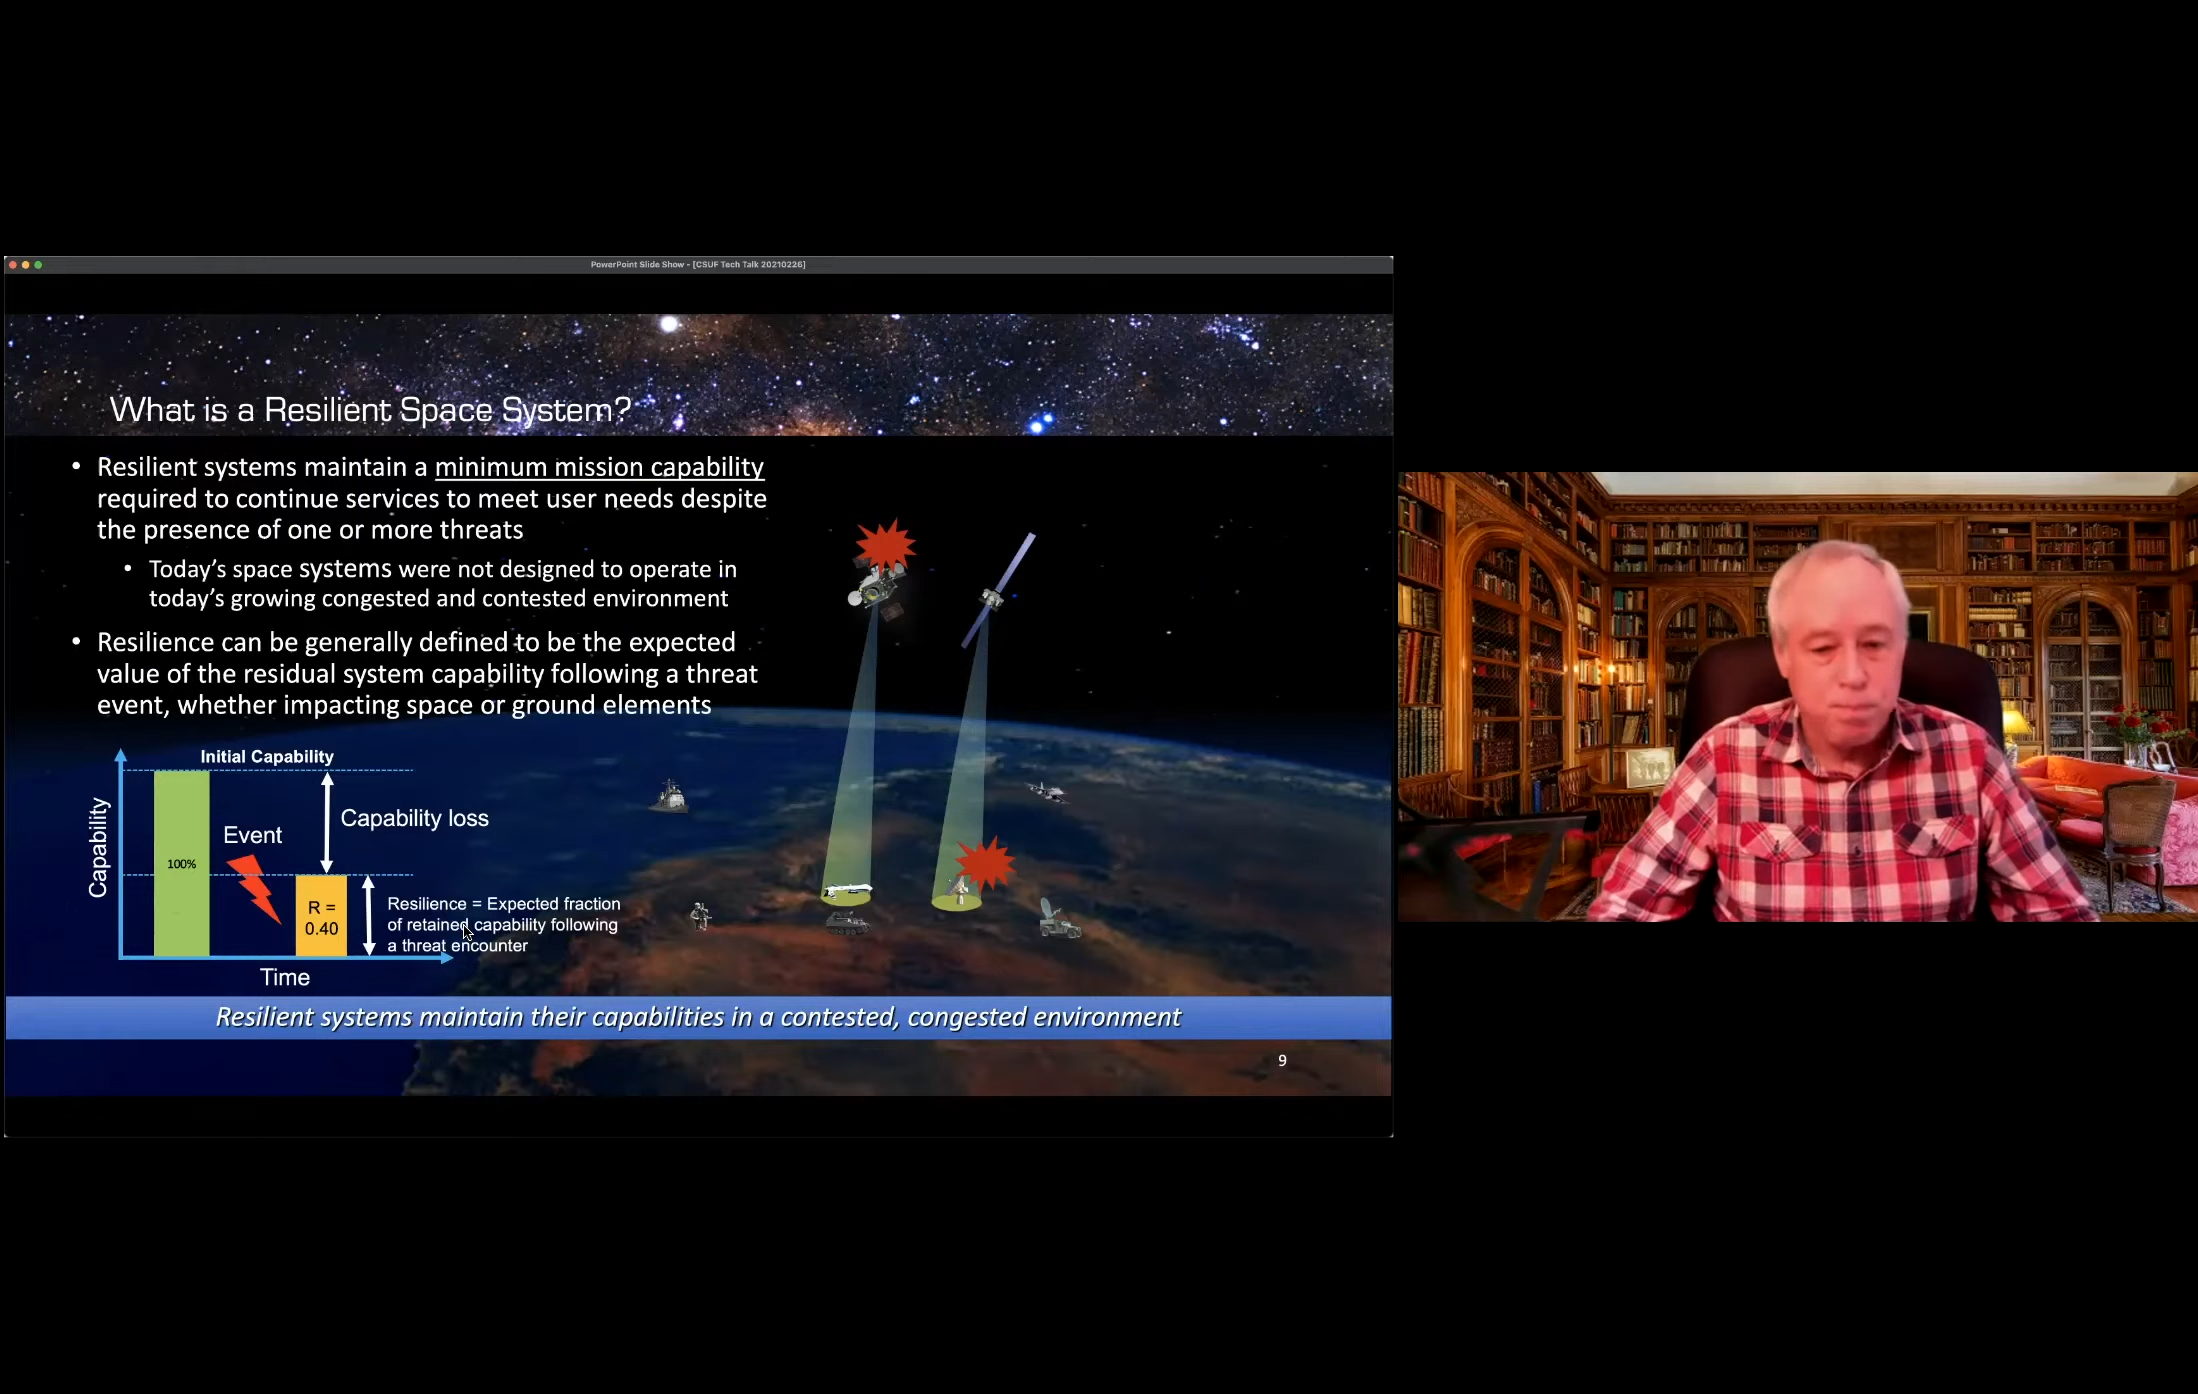 PowerPoint Slide Show - [CSUF Tech Talk 20210226]
What is a Resilient Space System?
• Resilient systems maintain a minimum mission capability
required to continue services to meet user needs despite
the presence of one or more threats
• Today's space systems were not designed to operate in
today's growing congested and contested environment
• Resilience can be generally defined to be the expected
value of the residual system capability following a threat
event, whether impacting space or ground elements
Initial Capability
Capability
100%
Event
Capability loss
R =
0.40
Resilience = Expected fraction
of retained capability following
a threat encounter
Time
Resilient systems maintain their capabilities in a contested, congested environment
9